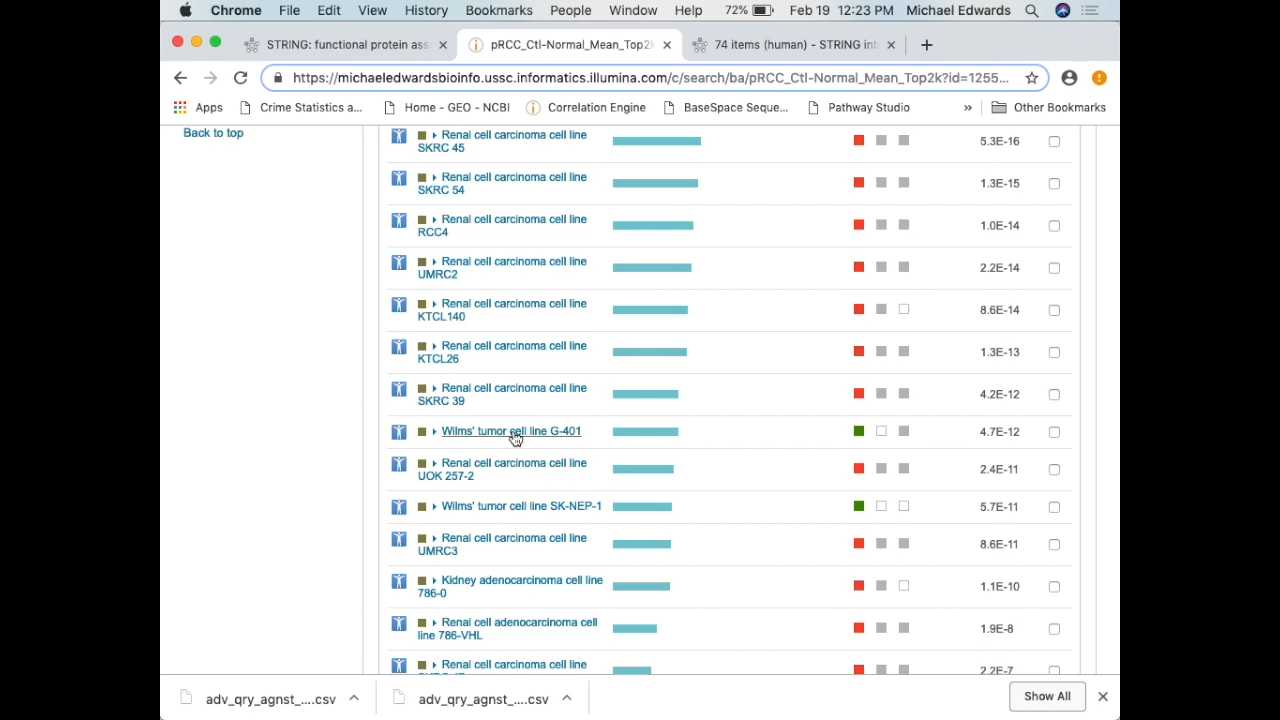 Chrome File Edit View History Bookmarks People Window Help 72% Feb 19 12:23 PM Michael Edwards
STRING: functional protein ass pRCC_Ctl-Normal_Mean_Top2k 74 items (human) - STRING int
https://michaeledwardsbioinfo.ussc.informatics.illumina.com/c/search/ba/pRCC_Ctl-Normal_Mean_Top2k?id=1255...
Apps Crime Statistics a... Home - GEO - NCBI Correlation Engine BaseSpace Seque... Pathway Studio » Other Bookmarks
Back to top
Renal cell carcinoma cell line
SKRC 45
5.3E-16
Renal cell carcinoma cell line
SKRC 54
1.3E-15
Renal cell carcinoma cell line
RCC4
1.0E-14
Renal cell carcinoma cell line
UMRC2
2.2E-14
Renal cell carcinoma cell line
KTCL140
8.6E-14
Renal cell carcinoma cell line
KTCL26
1.3E-13
Renal cell carcinoma cell line
SKRC 39
4.2E-12
Wilms' tumor cell line G-401
4.7E-12
Renal cell carcinoma cell line
UOK 257-2
2.4E-11
Wilms' tumor cell line SK-NEP-1
5.7E-11
Renal cell carcinoma cell line
UMRC3
8.6E-11
Kidney adenocarcinoma cell line
786-0
1.1E-10
Renal cell adenocarcinoma cell
line 786-VHL
1.9E-8
Renal cell carcinoma cell line
2.2E-7
adv_qry_agnst_....csv adv_qry_agnst_....csv Show All